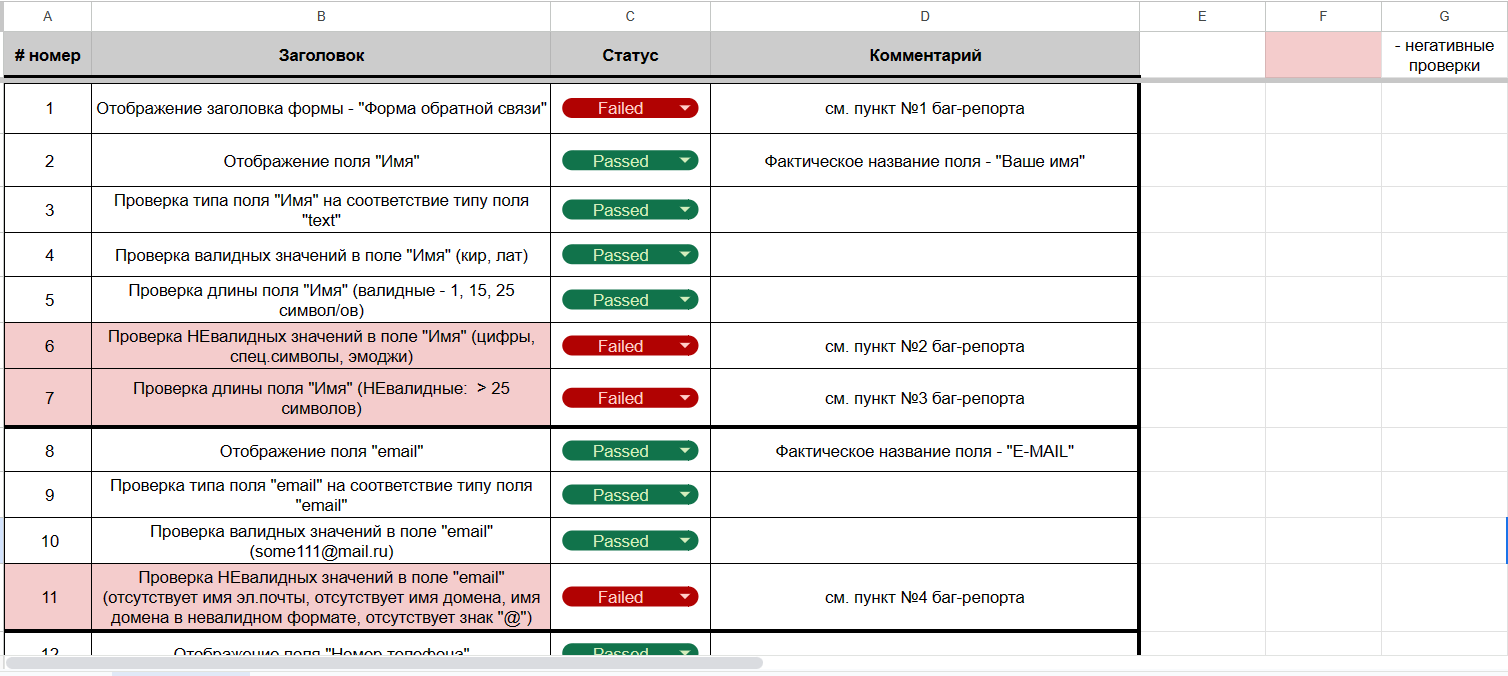 A B C D E F G
# номер Заголовок Статус Комментарий - негативные
проверки
1 Отображение заголовка формы - "Форма обратной связи" Failed см. пункт №1 баг-репорта
2 Отображение поля "Имя" Passed Фактическое название поля - "Ваше имя"
3 Проверка типа поля "Имя" на соответствие типу поля
"text" Passed
4 Проверка валидных значений в поле "Имя" (кир, лат) Passed
5 Проверка длины поля "Имя" (валидные - 1, 15, 25
символ/ов) Passed
6 Проверка НЕвалидных значений в поле "Имя" (цифры,
спец.символы, эмоджи) Failed см. пункт №2 баг-репорта
7 Проверка длины поля "Имя" (НЕвалидные: > 25
символов) Failed см. пункт №3 баг-репорта
8 Отображение поля "email" Passed Фактическое название поля - "E-MAIL"
9 Проверка типа поля "email" на соответствие типу поля
"email" Passed
10 Проверка валидных значений в поле "email"
(some111@mail.ru) Passed
11 Проверка НЕвалидных значений в поле "email"
(отсутствует имя эл.почты, отсутствует имя домена, имя
домена в невалидном формате, отсутствует знак "@") Failed см. пункт №4 баг-репорта
12 Отображение поля "Номер телефона" Passed